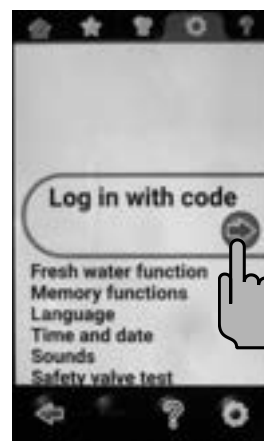 Log in with code
Fresh water function
Memory functions
Language
Time and date
Sounds
Safety valve test